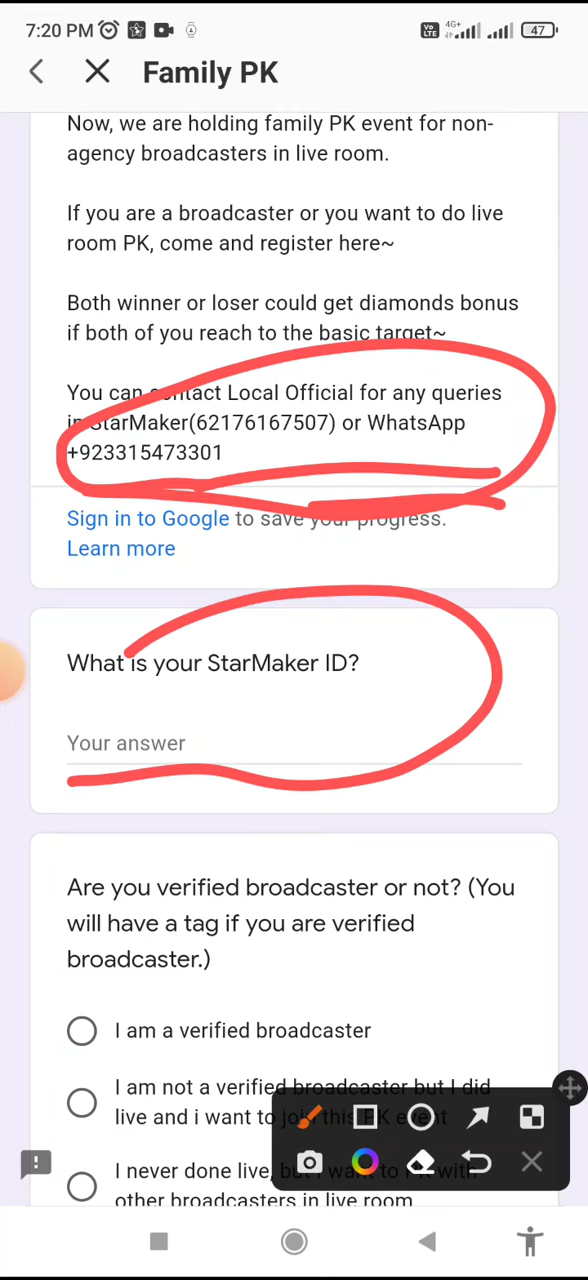 7:20 PM
Vo LTE 4G+ 47
Family PK
Now, we are holding family PK event for non-
agency broadcasters in live room.
If you are a broadcaster or you want to do live
room PK, come and register here~
Both winner or loser could get diamonds bonus
if both of you reach to the basic target~
You can contact Local Official for any queries
in StarMaker(62176167507) or WhatsApp
+923315473301
Sign in to Google to save your progress.
Learn more
What is your StarMaker ID?
Your answer
Are you verified broadcaster or not? (You
will have a tag if you are verified
broadcaster.)
I am a verified broadcaster
I am not a verified broadcaster but I did
live and i want to join this PK event
I never done live, but I want to PK with
other broadcasters in live room